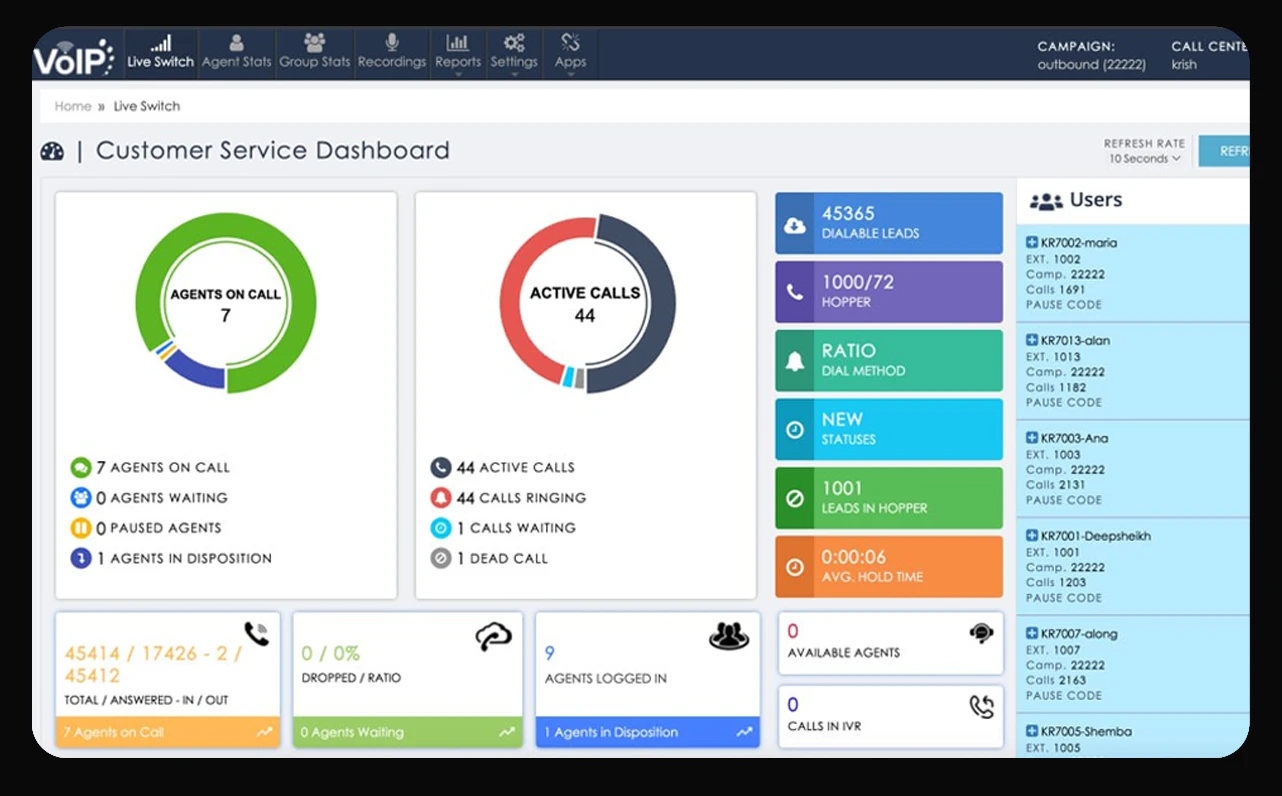 VOIP
Live Switch
Agent Stats
Group Stats
Recordings
Reports
Settings
Apps
CAMPAIGN:
outbound (22222)
CALL CENTE
krish
Home » Live Switch
| Customer Service Dashboard
REFRESH RATE
10 Seconds
REFR
AGENTS ON CALL
7
7 AGENTS ON CALL
0 AGENTS WAITING
0 PAUSED AGENTS
1 AGENTS IN DISPOSITION
ACTIVE CALLS
44
44 ACTIVE CALLS
44 CALLS RINGING
1 CALLS WAITING
1 DEAD CALL
45365
DIALABLE LEADS
1000/72
HOPPER
RATIO
DIAL METHOD
NEW
STATUSES
1001
LEADS IN HOPPER
0:00:06
AVG. HOLD TIME
45414 / 17426 - 2 /
45412
TOTAL / ANSWERED - IN / OUT
7 Agents on Call
0 / 0%
DROPPED / RATIO
0 Agents Waiting
9
AGENTS LOGGED IN
1 Agents in Disposition
0
AVAILABLE AGENTS
0
CALLS IN IVR
Users
KR7002-maria
EXT. 1002
Camp. 22222
Calls 1691
PAUSE CODE
KR7013-alan
EXT. 1013
Camp. 22222
Calls 1182
PAUSE CODE
KR7003-Ana
EXT. 1003
Camp. 22222
Calls 2131
PAUSE CODE
KR7001-Deepsheikh
EXT. 1001
Camp. 22222
Calls 1203
PAUSE CODE
KR7007-along
EXT. 1007
Camp. 22222
Calls 2163
PAUSE CODE
KR7005-Shemba
EXT. 1005